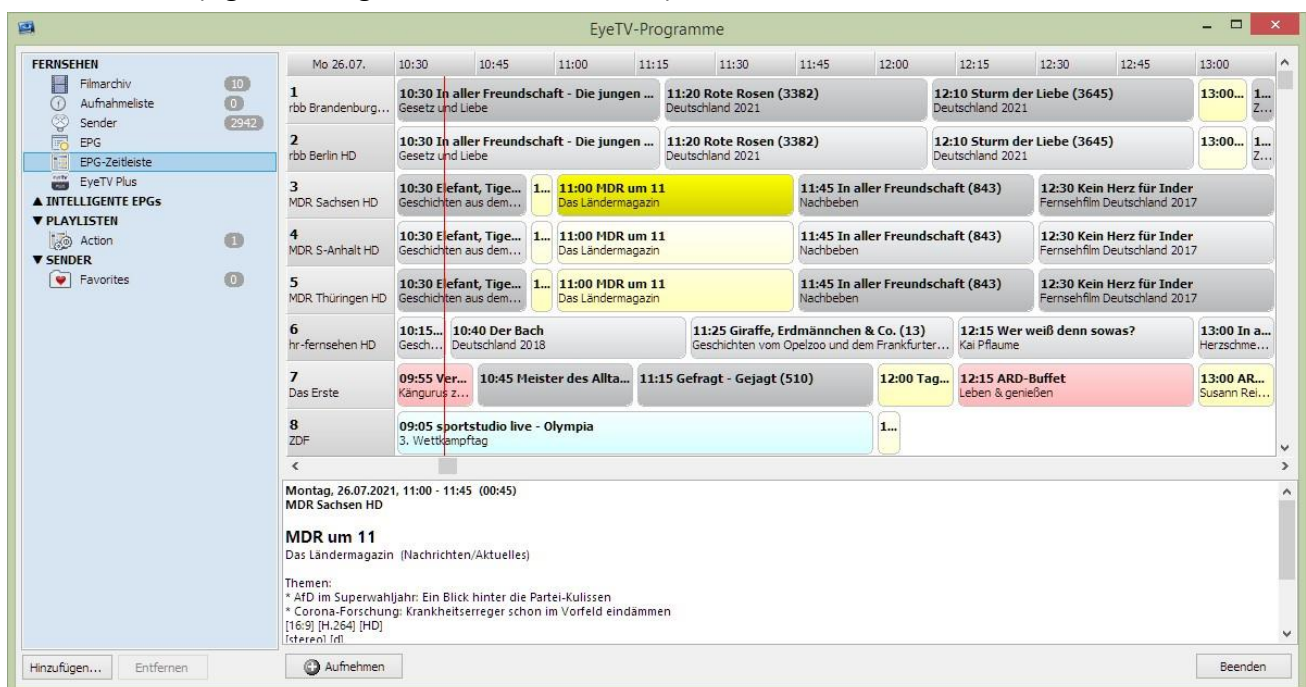 EyeTV-Programme
FERNSEHEN
Filmarchiv 10
Aufnahmeliste 0
Sender 2942
EPG
EPG-Zeitleiste
EyeTV Plus
▲ INTELLIGENTE EPGs
▼ PLAYLISTEN
Action 1
▼ SENDER
Favorites 0
Hinzufügen... Entfernen
Mo 26.07. 10:30 10:45 11:00 11:15 11:30 11:45 12:00 12:15 12:30 12:45 13:00
1 10:30 In aller Freundschaft - Die jungen ... 11:20 Rote Rosen (3382) 12:10 Sturm der Liebe (3645) 13:00... 1...
rbb Brandenburg... Gesetz und Liebe Deutschland 2021 Deutschland 2021 Z...
2 10:30 In aller Freundschaft - Die jungen ... 11:20 Rote Rosen (3382) 12:10 Sturm der Liebe (3645) 13:00... 1...
rbb Berlin HD Gesetz und Liebe Deutschland 2021 Deutschland 2021 Z...
3 10:30 Elefant, Tige... 1... 11:00 MDR um 11 11:45 In aller Freundschaft (843) 12:30 Kein Herz für Inder
MDR Sachsen HD Geschichten aus dem... Das Ländermagazin Nachbeben Fernsehfilm Deutschland 2017
4 10:30 Elefant, Tige... 1... 11:00 MDR um 11 11:45 In aller Freundschaft (843) 12:30 Kein Herz für Inder
MDR S-Anhalt HD Geschichten aus dem... Das Ländermagazin Nachbeben Fernsehfilm Deutschland 2017
5 10:30 Elefant, Tige... 1... 11:00 MDR um 11 11:45 In aller Freundschaft (843) 12:30 Kein Herz für Inder
MDR Thüringen HD Geschichten aus dem... Das Ländermagazin Nachbeben Fernsehfilm Deutschland 2017
6 10:15... 10:40 Der Bach 11:25 Giraffe, Erdmännchen & Co. (13) 12:15 Wer weiß denn sowas? 13:00 In a...
hr-fernsehen HD Gesch... Deutschland 2018 Geschichten vom Opelzoo und dem Frankfurter... Kai Pflaume Herzschme...
7 09:55 Ver... 10:45 Meister des Allta... 11:15 Gefragt - Gejagt (510) 12:00 Tag... 12:15 ARD-Buffet 13:00 AR...
Das Erste Kängurus z... Leben & genießen Susann Rei...
8 09:05 sportstudio live - Olympia 1...
ZDF 3. Wettkampftag
Montag, 26.07.2021, 11:00 - 11:45 (00:45)
MDR Sachsen HD
MDR um 11
Das Ländermagazin (Nachrichten/Aktuelles)
Themen:
* AfD im Superwahljahr: Ein Blick hinter die Partei-Kulissen
* Corona-Forschung: Krankheitserreger schon im Vorfeld eindämmen
[16:9] [H.264] [HD]
[stereo] [d]
Aufnehmen Beenden